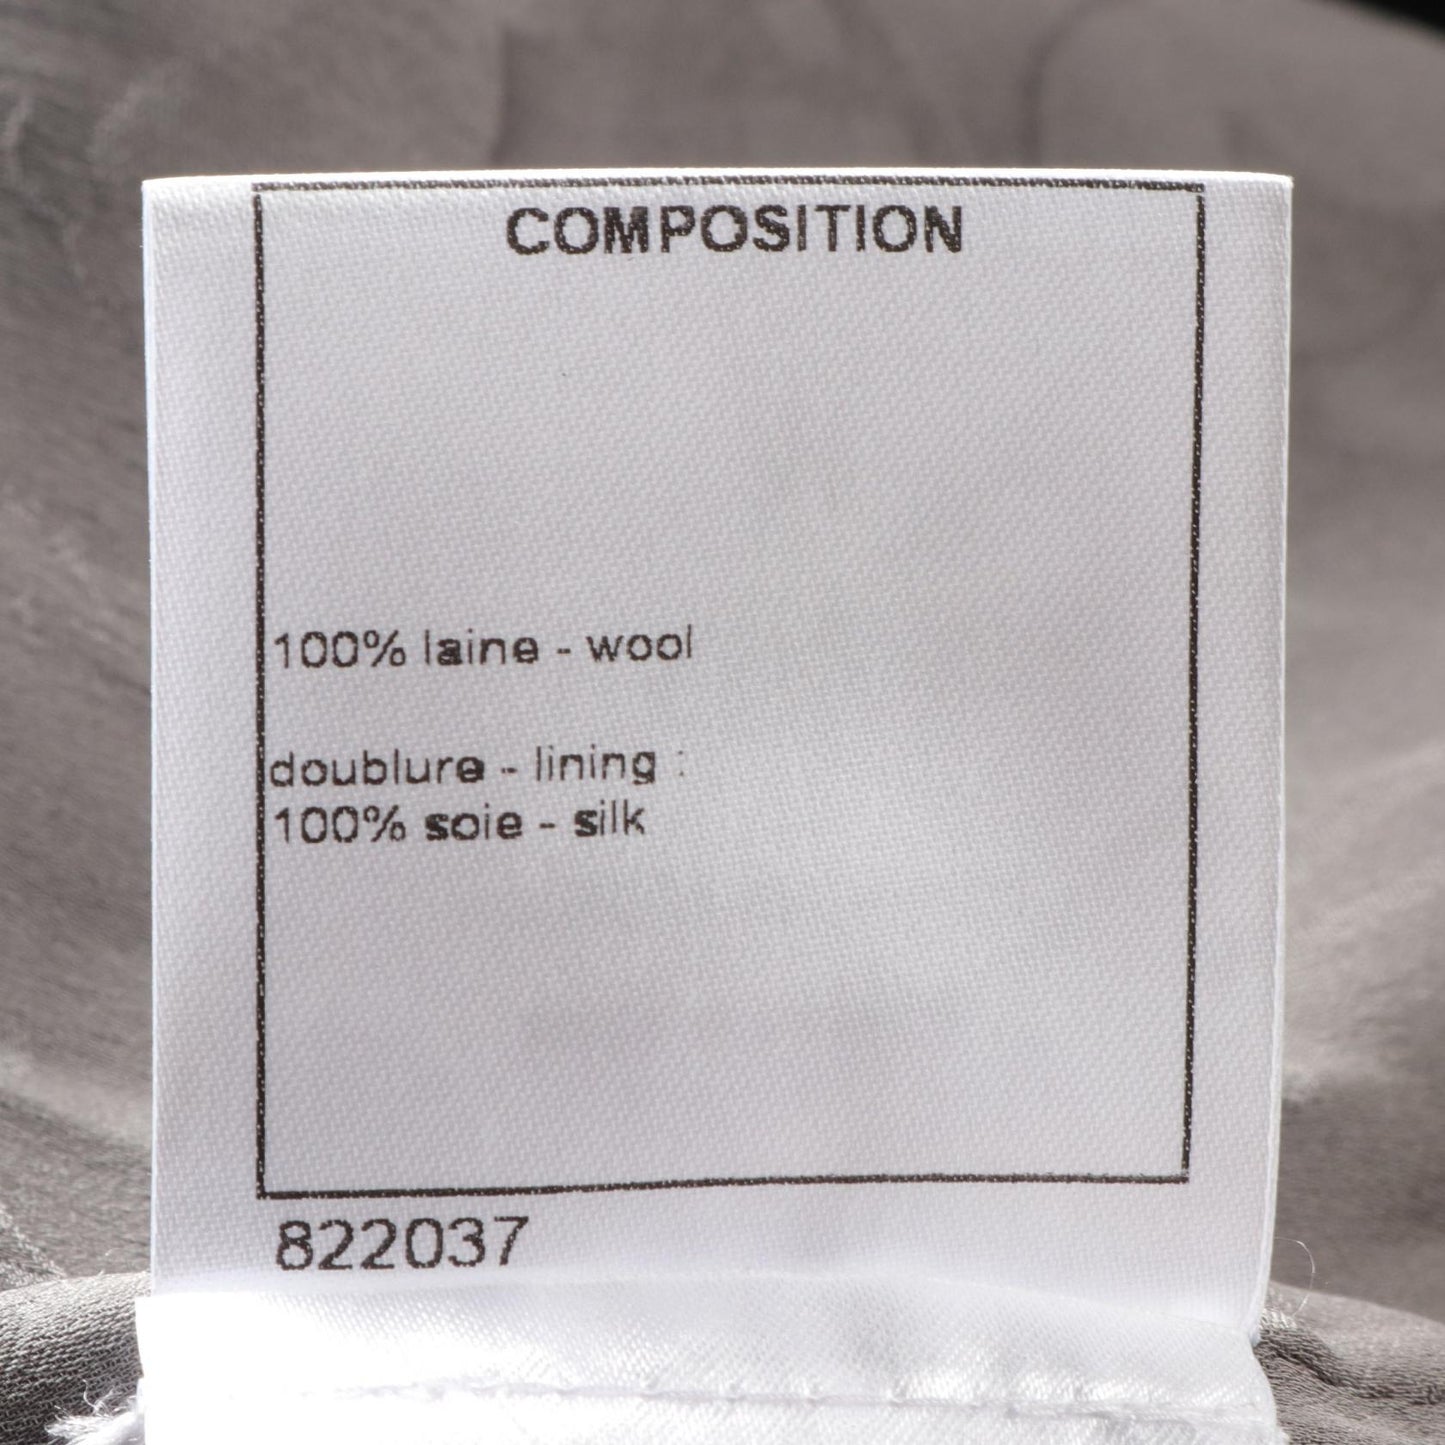 COMPOSITION
100% laine - wool
doublure - lining :
100% soie - silk
822037